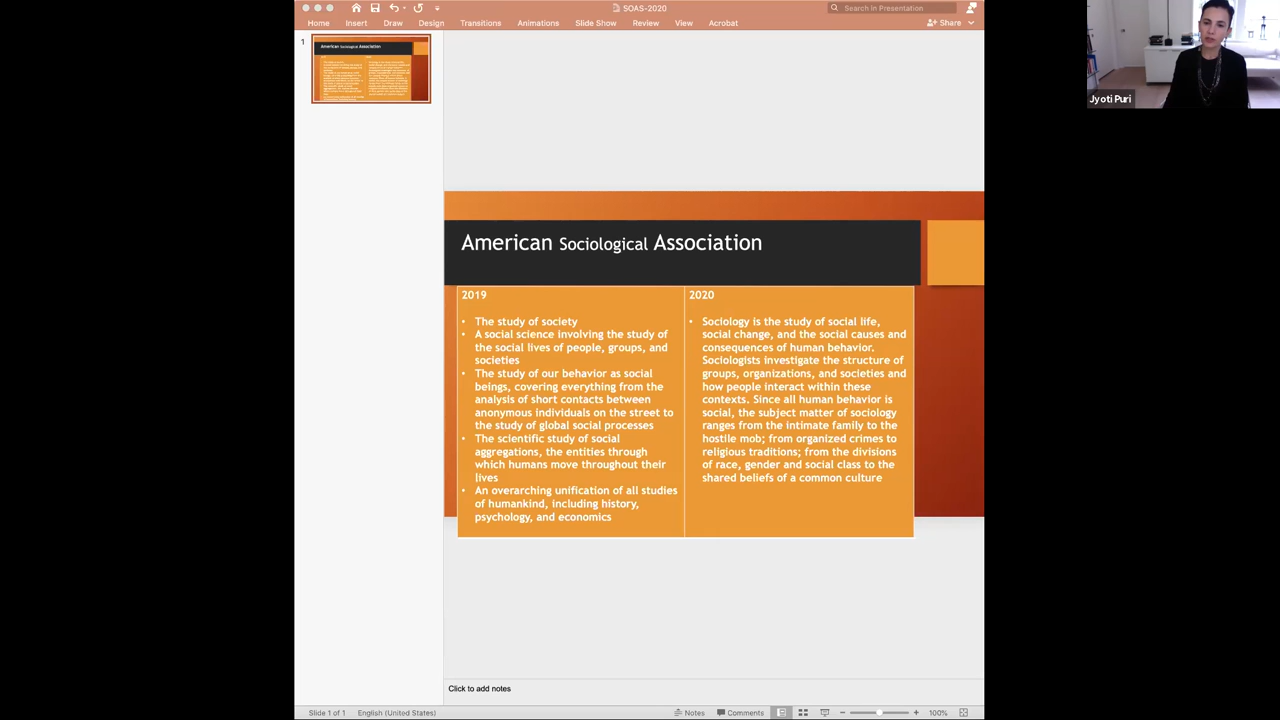 SOAS-2020
Search in Presentation
Home Insert Draw Design Transitions Animations Slide Show Review View Acrobat Share
1
American Sociological Association
Jyoti Puri
American Sociological Association
2019
• The study of society
• A social science involving the study of
the social lives of people, groups, and
societies
• The study of our behavior as social
beings, covering everything from the
analysis of short contacts between
anonymous individuals on the street to
the study of global social processes
• The scientific study of social
aggregations, the entities through
which humans move throughout their
lives
• An overarching unification of all studies
of humankind, including history,
psychology, and economics
2020
• Sociology is the study of social life,
social change, and the social causes and
consequences of human behavior.
Sociologists investigate the structure of
groups, organizations, and societies and
how people interact within these
contexts. Since all human behavior is
social, the subject matter of sociology
ranges from the intimate family to the
hostile mob; from organized crimes to
religious traditions; from the divisions
of race, gender and social class to the
shared beliefs of a common culture
Click to add notes
Slide 1 of 1 English (United States) Notes Comments 100%